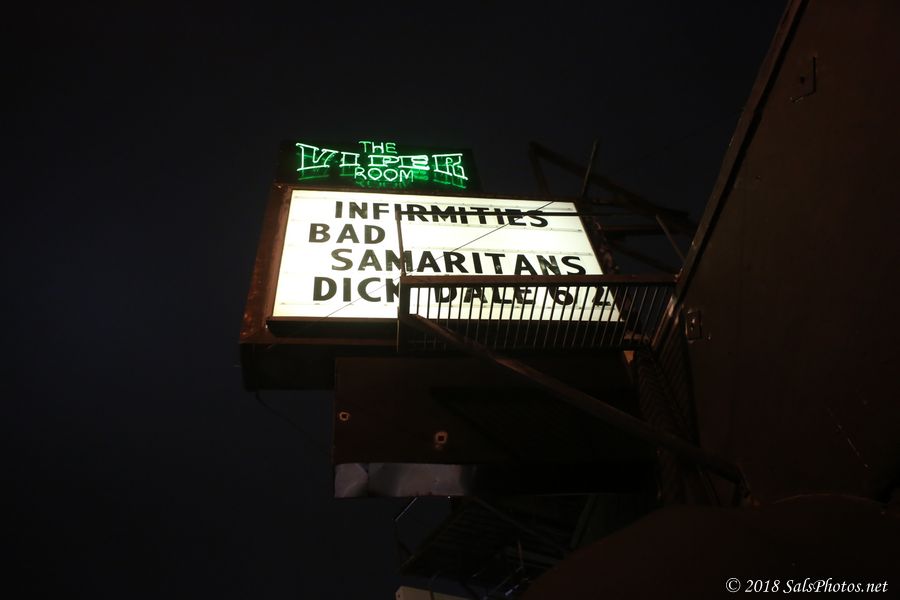 THE
VIPER
ROOM
INFIRMITIES
BAD
SAMARITANS
DICK DALE 6/2
© 2018 SalsPhotos.net